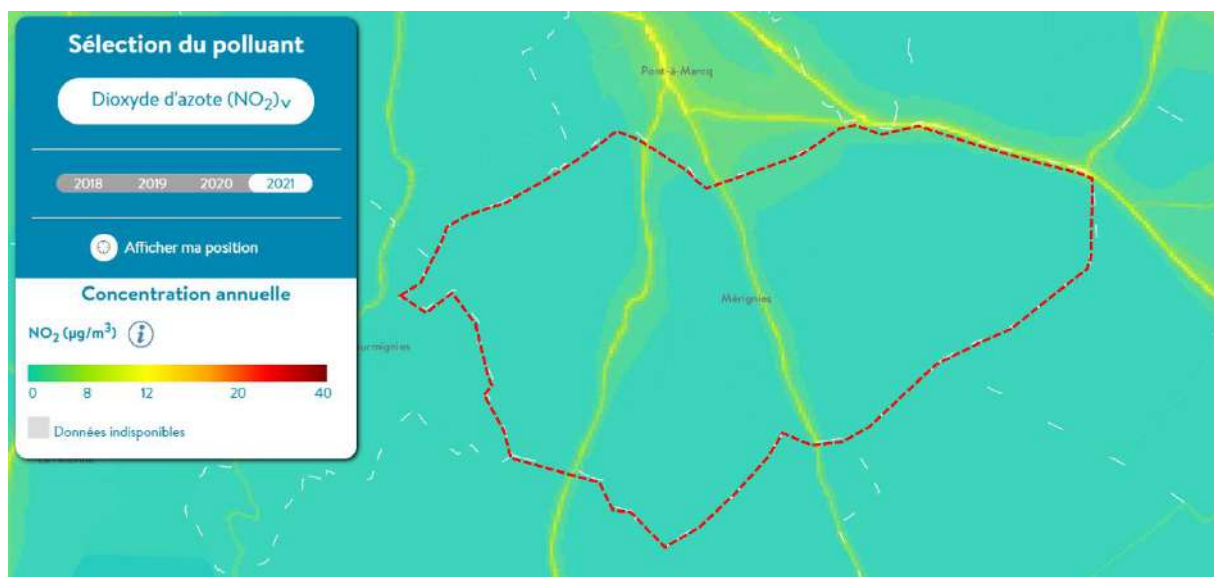 Sélection du polluant
Dioxyde d'azote (NO₂)
2018 2019 2020 2021
Afficher ma position
Concentration annuelle
NO₂ (µg/m³) i
0 8 12 20 40
Données indisponibles
Pont-à-Marcq
Mérignies